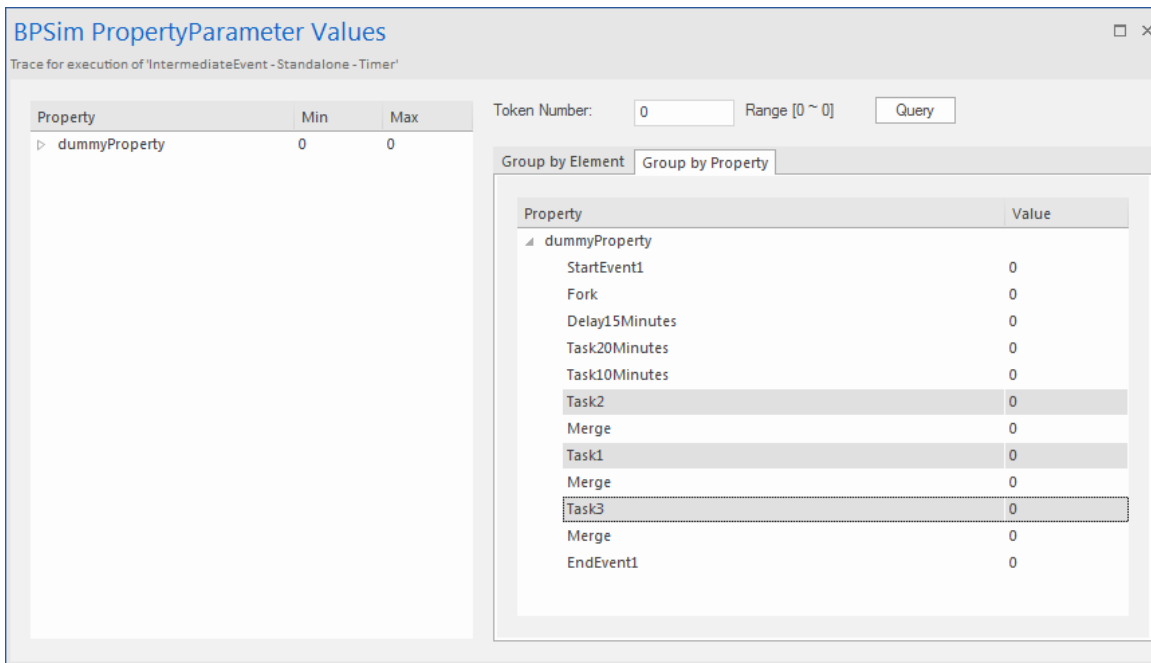 BPSim PropertyParameter Values
Trace for execution of 'IntermediateEvent - Standalone - Timer'
Property Min Max
dummyProperty 0 0
Token Number: 0 Range [0 ~ 0] Query
Group by Element Group by Property
Property Value
dummyProperty
StartEvent1 0
Fork 0
Delay15Minutes 0
Task20Minutes 0
Task10Minutes 0
Task2 0
Merge 0
Task1 0
Merge 0
Task3 0
Merge 0
EndEvent1 0